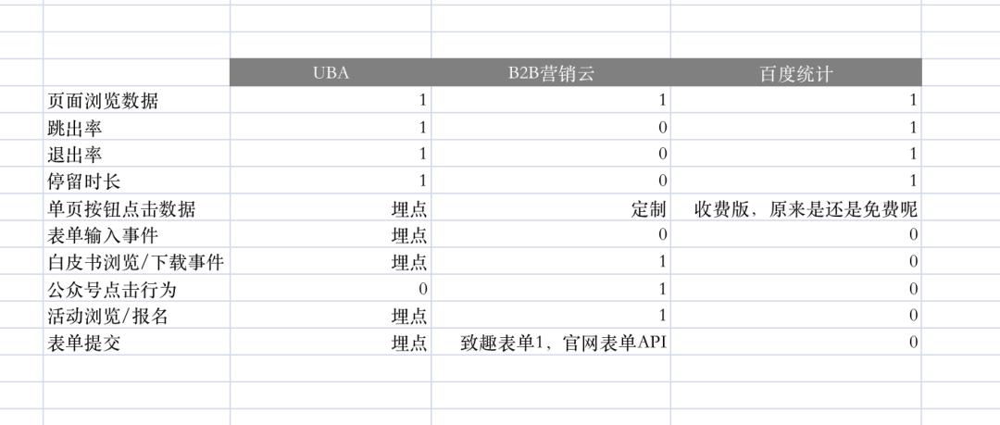 UBA B2B营销云 百度统计
页面浏览数据 1 1 1
跳出率 1 0 1
退出率 1 0 1
停留时长 1 0 1
单页按钮点击数据 埋点 定制 收费版，原来是还是免费呢
表单输入事件 埋点 0 0
白皮书浏览/下载事件 埋点 1 0
公众号点击行为 0 1 0
活动浏览/报名 埋点 1 0
表单提交 埋点 致趣表单1，官网表单API 0